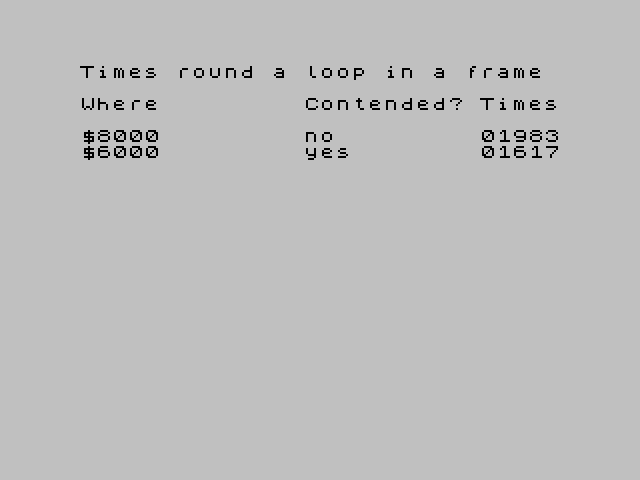 Times round a loop in a frame
Where Contended? Times
$8000 no 01983
$6000 yes 01617